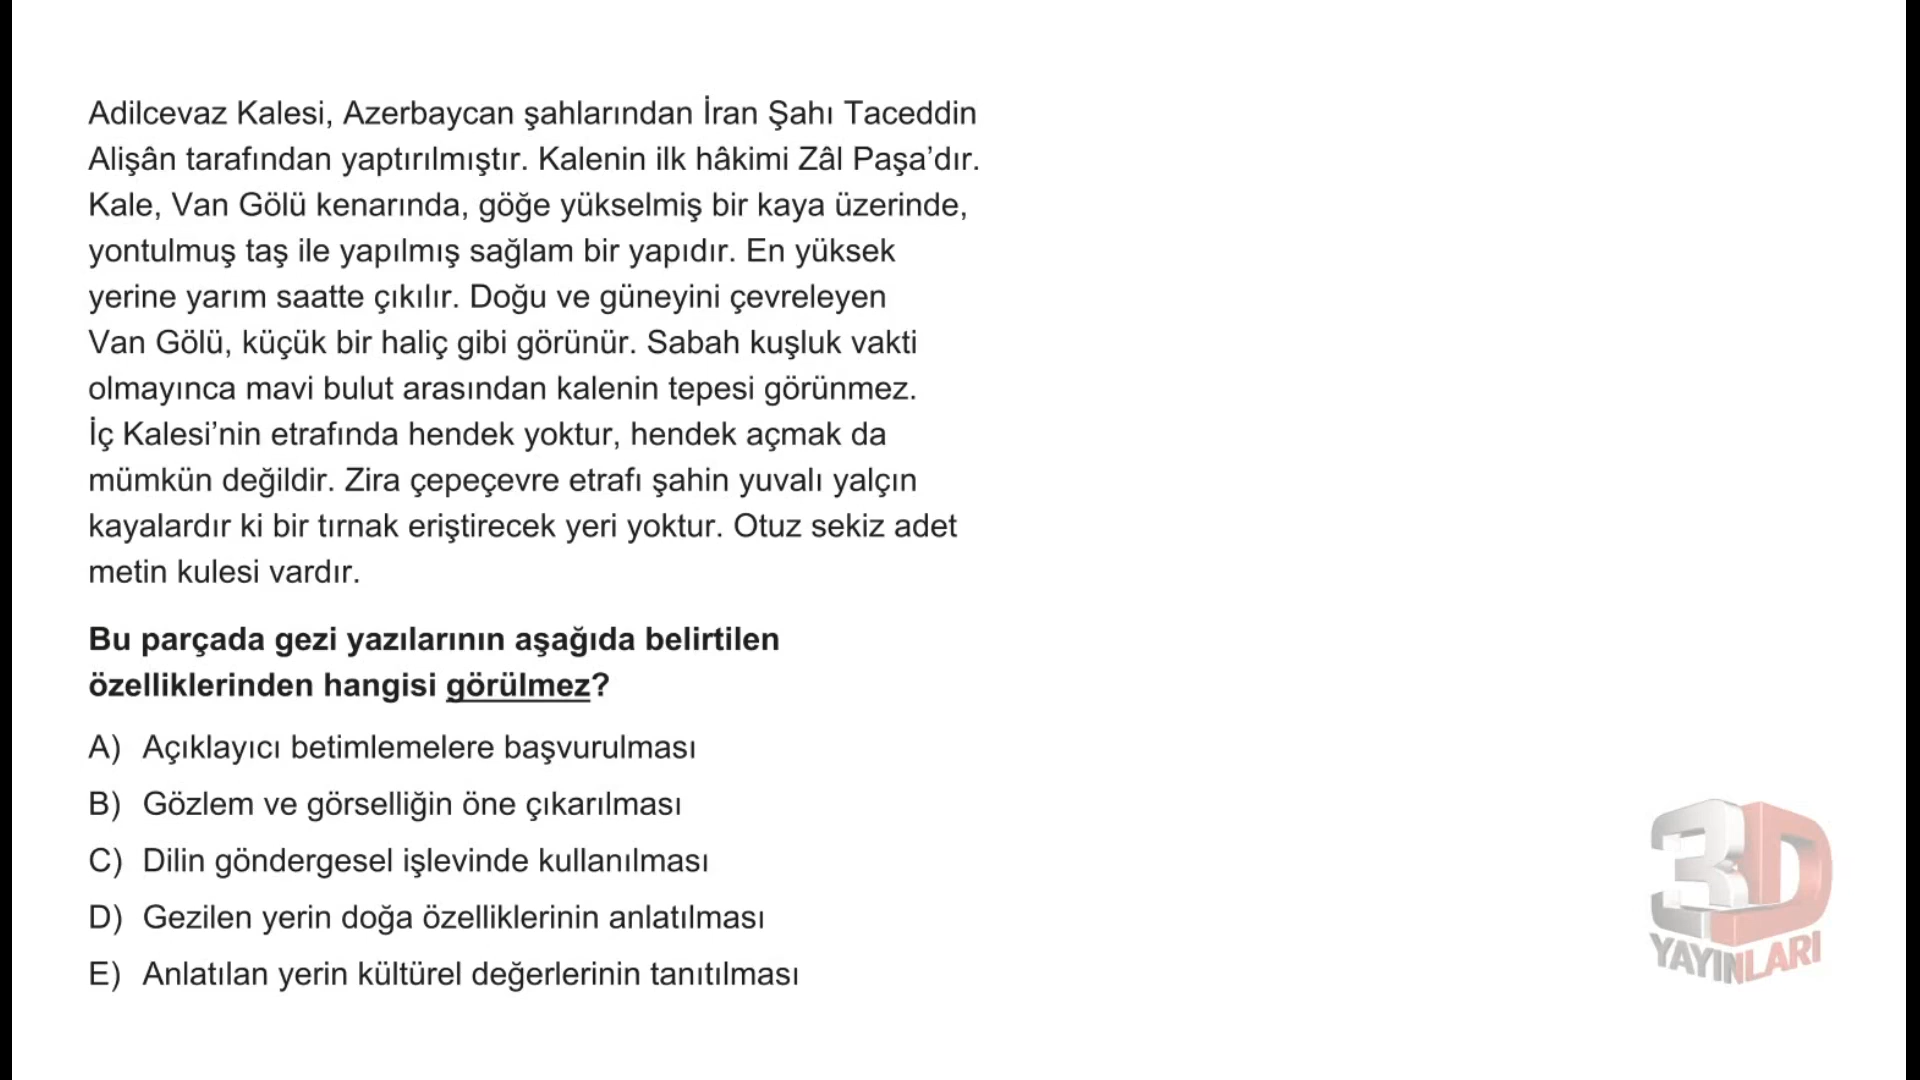 Adilcevaz Kalesi, Azerbaycan şahlarından İran Şahı Taceddin
Alişân tarafından yaptırılmıştır. Kalenin ilk hâkimi Zâl Paşa’dır.
Kale, Van Gölü kenarında, göğe yükselmiş bir kaya üzerinde,
yontulmuş taş ile yapılmış sağlam bir yapıdır. En yüksek
yerine yarım saatte çıkılır. Doğu ve güneyini çevreleyen
Van Gölü, küçük bir haliç gibi görünür. Sabah kuşluk vakti
olmayınca mavi bulut arasından kalenin tepesi görünmez.
İç Kalesi’nin etrafında hendek yoktur, hendek açmak da
mümkün değildir. Zira çepeçevre etrafı şahin yuvalı yalçın
kayalardır ki bir tırnak eriştirecek yeri yoktur. Otuz sekiz adet
metin kulesi vardır.
Bu parçada gezi yazılarının aşağıda belirtilen
özelliklerinden hangisi görülmez?
A) Açıklayıcı betimlemelere başvurulması
B) Gözlem ve görselliğin öne çıkarılması
C) Dilin göndergesel işlevinde kullanılması
D) Gezilen yerin doğa özelliklerinin anlatılması
E) Anlatılan yerin kültürel değerlerinin tanıtılması
3D
YAYINLARI